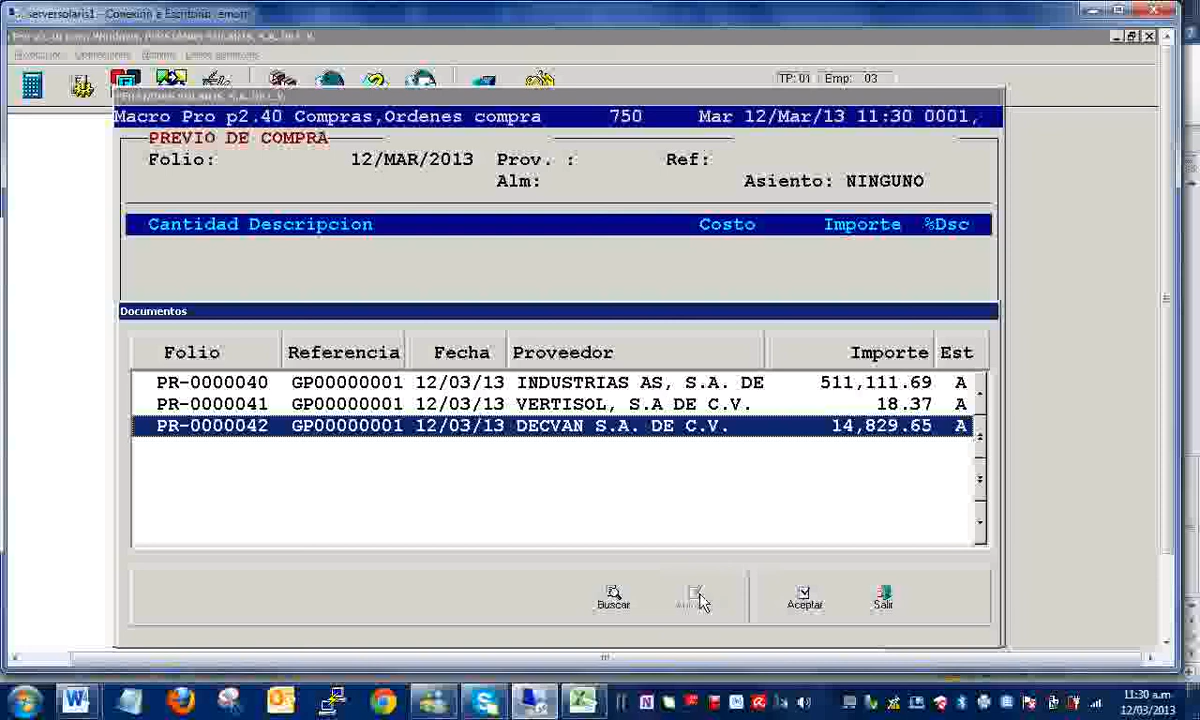 serversolaris1 - Conexión a Escritorio remoto
TP: 01 Emp: 03
Macro Pro p2.40 Compras,Ordenes compra 750 Mar 12/Mar/13 11:30 0001,
PREVIO DE COMPRA
Folio: 12/MAR/2013 Prov. : Ref:
Alm: Asiento: NINGUNO
Cantidad Descripcion Costo Importe %Dsc
Documentos
Folio Referencia Fecha Proveedor Importe Est
PR-0000040 GP00000001 12/03/13 INDUSTRIAS AS, S.A. DE 511,111.69 A
PR-0000041 GP00000001 12/03/13 VERTISOL, S.A DE C.V. 18.37 A
PR-0000042 GP00000001 12/03/13 DECVAN S.A. DE C.V. 14,829.65 A
Buscar Aceptar Salir
11:30 a.m.
12/03/2013